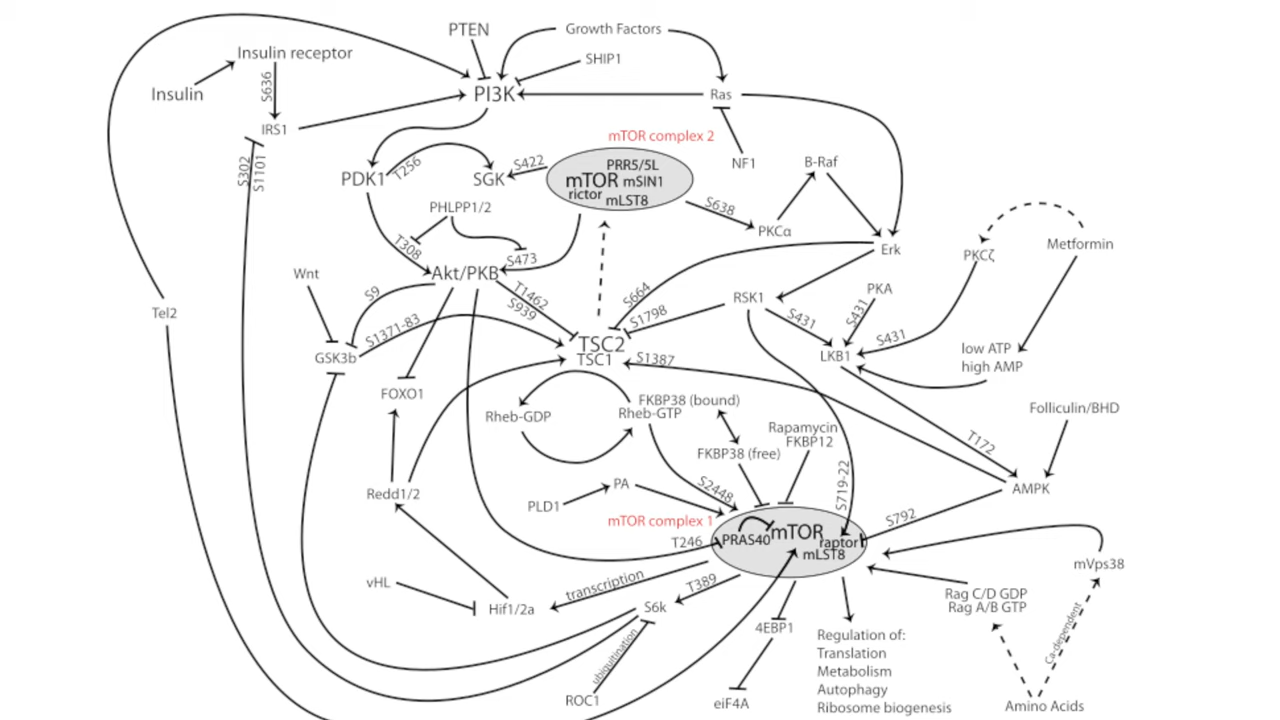 PTEN
Growth Factors
Insulin receptor
SHIP1
Insulin
S636
PI3K
Ras
IRS1
mTOR complex 2
S302
S1101
PDK1
T256
SGK
S422
PRR5/5L
mTOR mSIN1
rictor mLST8
NF1
B-Raf
PHLPP1/2
S638
PKCα
T308
S473
Erk
PKCζ
Metformin
Wnt
Akt/PKB
S9
T1462
S939
S664
RSK1
PKA
Tel2
S1371-83
S1798
S431
S431
S431
GSK3b
TSC2
TSC1
S1387
LKB1
low ATP
high AMP
FOXO1
Rheb-GDP
FKBP38 (bound)
Rheb-GTP
Folliculin/BHD
Rapamycin
FKBP12
FKBP38 (free)
T172
Redd1/2
PLD1
PA
S2448
S719-22
AMPK
mTOR complex 1
S792
T246
PRAS40
mTOR
raptor
mLST8
mVps38
vHL
Hif1/2a
transcription
T389
S6k
Rag C/D GDP
Rag A/B GTP
4EBP1
Regulation of:
Translation
Metabolism
Autophagy
Ribosome biogenesis
Ca-dependent
ubiquitination
ROC1
eiF4A
Amino Acids